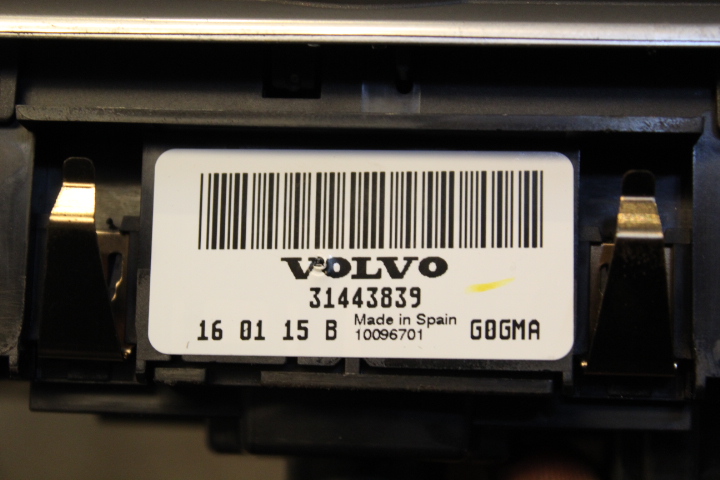 VOLVO
31443839
16 01 15 B Made in Spain G0GMA
10096701